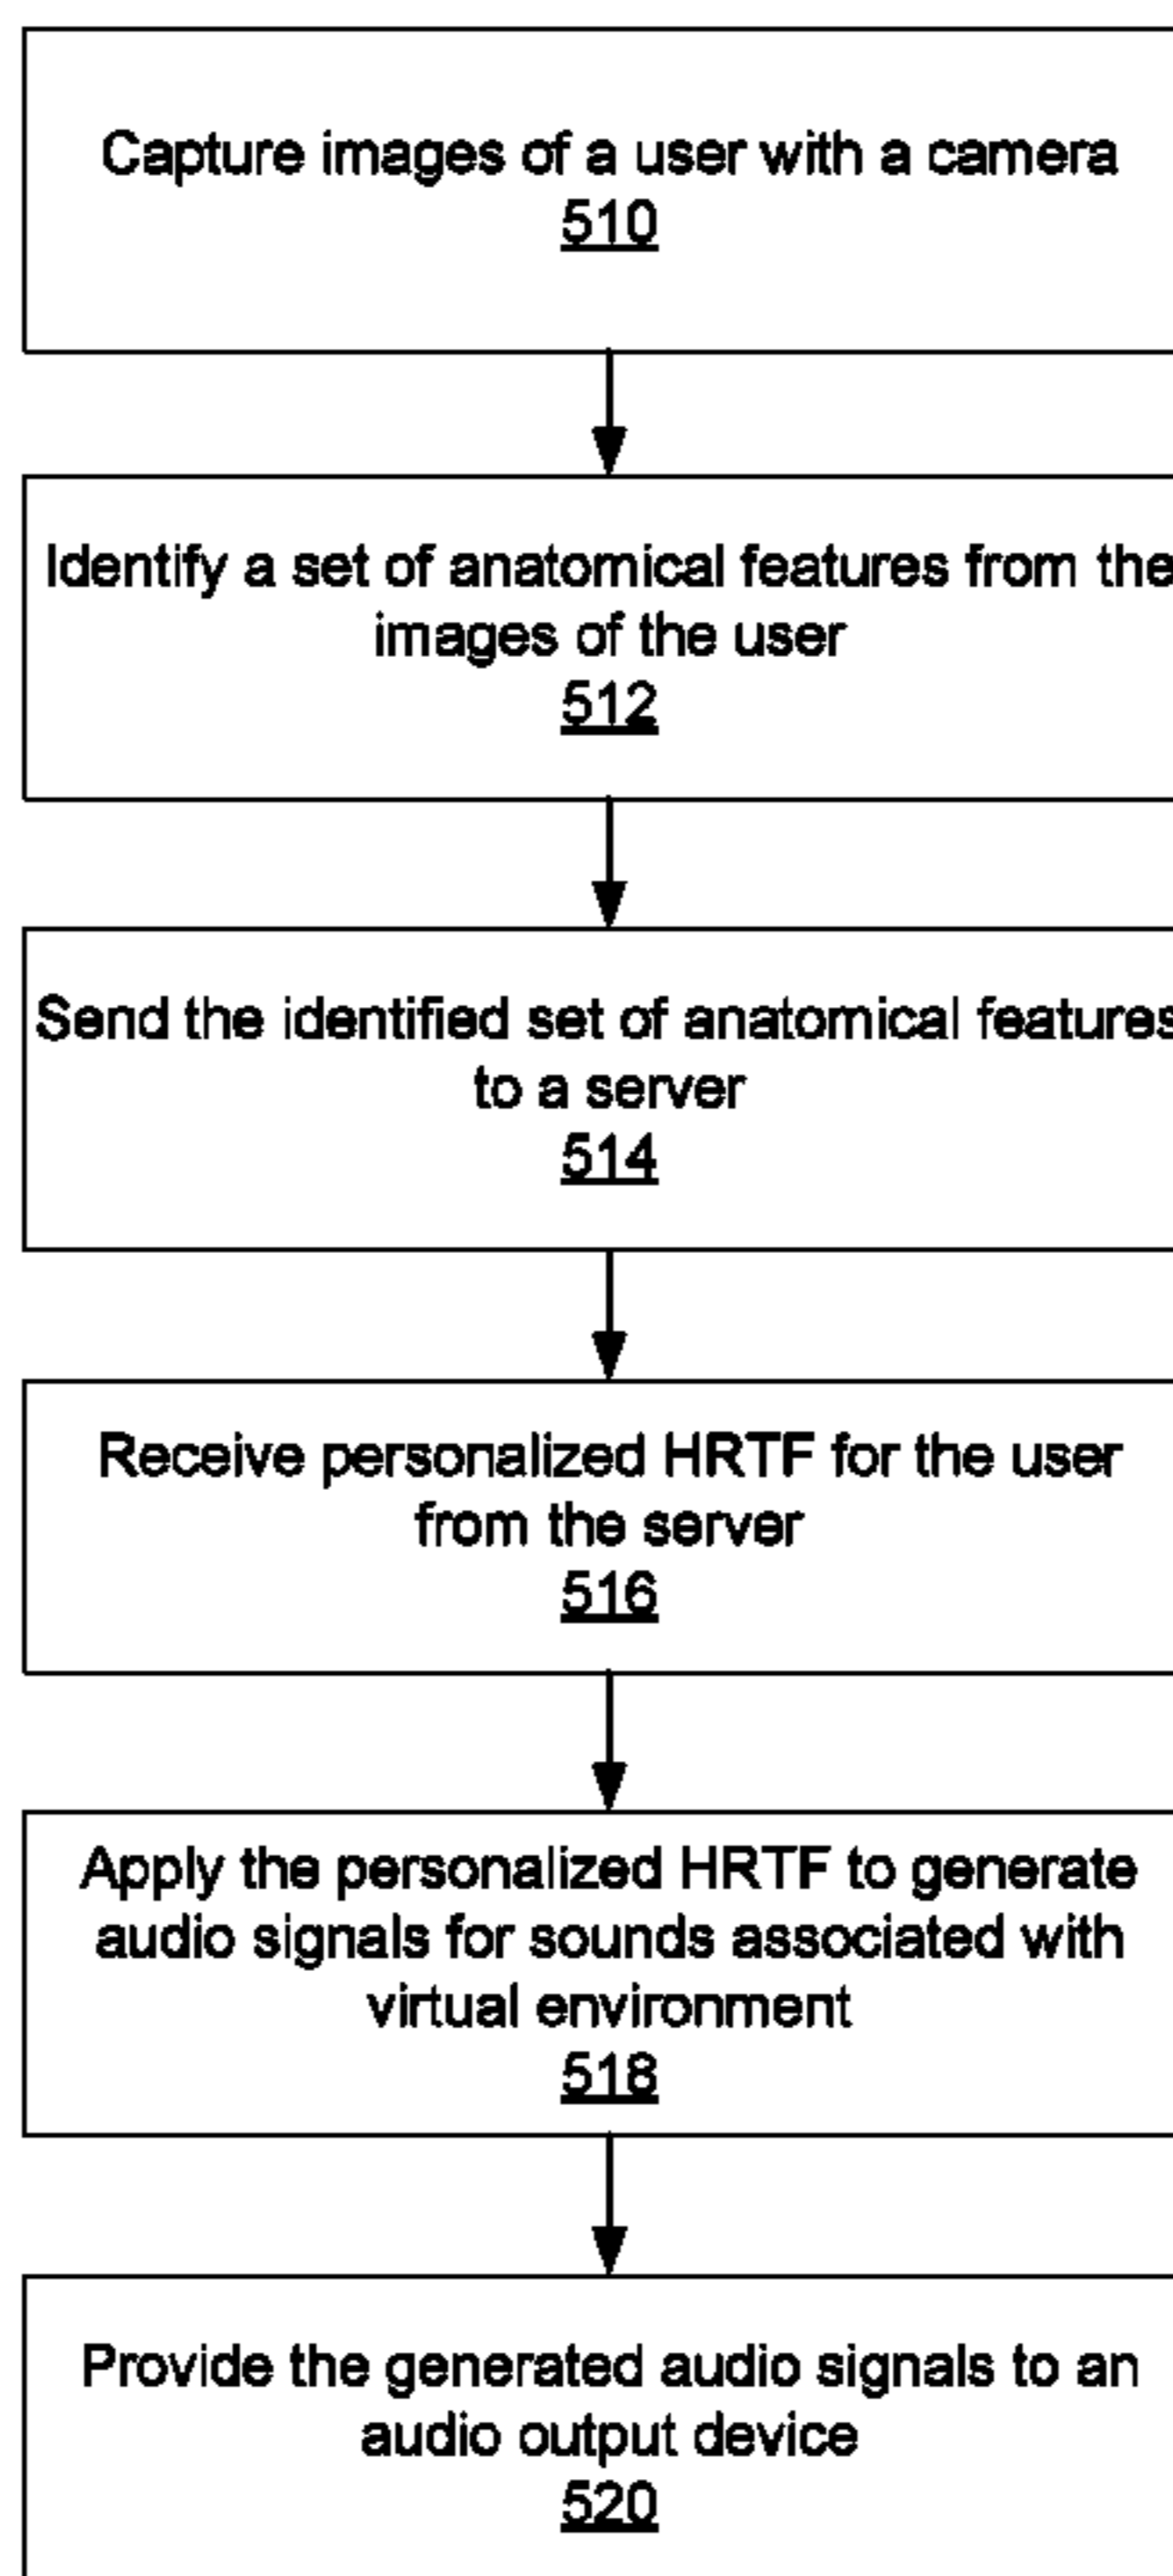 Capture images of a user with a camera
510
Identify a set of anatomical features from the
images of the user
512
Send the identified set of anatomical features
to a server
514
Receive personalized HRTF for the user
from the server
516
Apply the personalized HRTF to generate
audio signals for sounds associated with
virtual environment
518
Provide the generated audio signals to an
audio output device
520